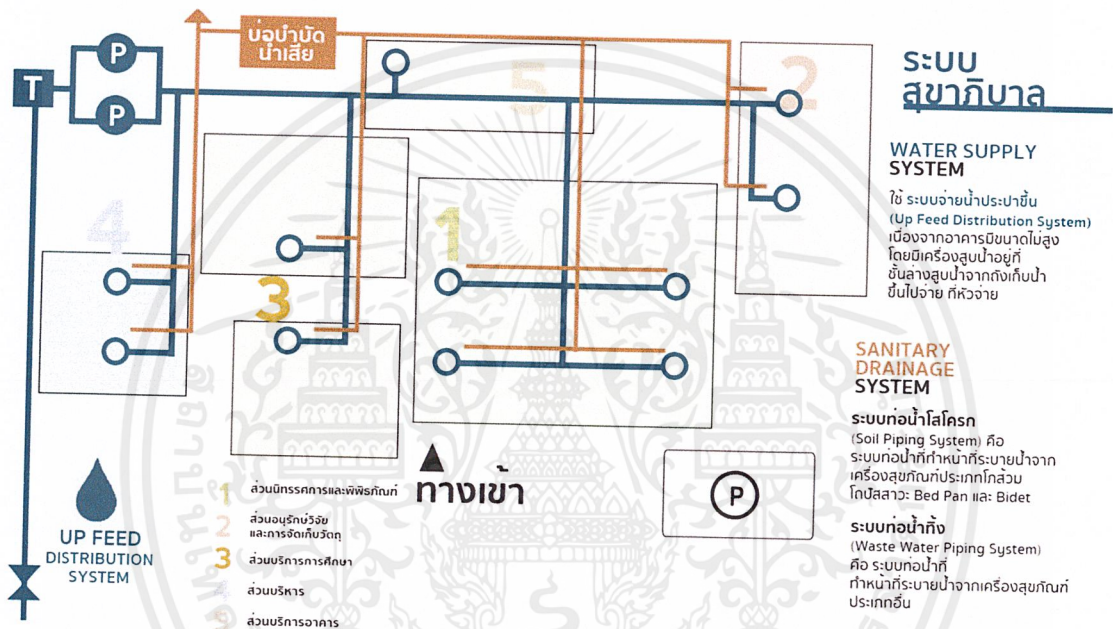 บ่อบำบัด
น้ำเสีย
P
T
P
5
2
4
1
3
P
ทางเข้า
UP FEED
DISTRIBUTION
SYSTEM
1 ส่วนนิทรรศการและพิพิธภัณฑ์
2 ส่วนอนุรักษ์วิจัย
และการจัดเก็บวัตถุ
3 ส่วนบริการการศึกษา
4 ส่วนบริหาร
5 ส่วนบริการอาคาร
ระบบ
สุขาภิบาล
WATER SUPPLY
SYSTEM
ใช้ ระบบจ่ายน้ำประปาขึ้น
(Up Feed Distribution System)
เนื่องจากอาคารมีขนาดไม่สูง
โดยมีเครื่องสูบน้ำอยู่ที่
ชั้นล่างสูบน้ำจากถังเก็บน้ำ
ขึ้นไปจ่าย ที่หัวจ่าย
SANITARY
DRAINAGE
SYSTEM
ระบบท่อน้ำโสโครก
(Soil Piping System) คือ
ระบบท่อน้ำที่ทำหน้าที่ระบายน้ำจาก
เครื่องสุขภัณฑ์ประเภทโถส้วม
โถปัสสาวะ Bed Pan และ Bidet
ระบบท่อน้ำทิ้ง
(Waste Water Piping System)
คือ ระบบท่อน้ำที่
ทำหน้าที่ระบายน้ำจากเครื่องสุขภัณฑ์
ประเภทอื่น